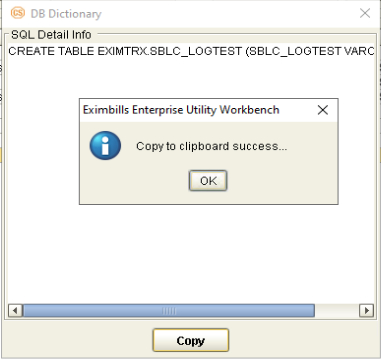 DB Dictionary
SQL Detail Info
CREATE TABLE EXIMTRX.SBLC_LOGTEST (SBLC_LOGTEST VARC
Eximbills Enterprise Utility Workbench
Copy to clipboard success...
OK
Copy